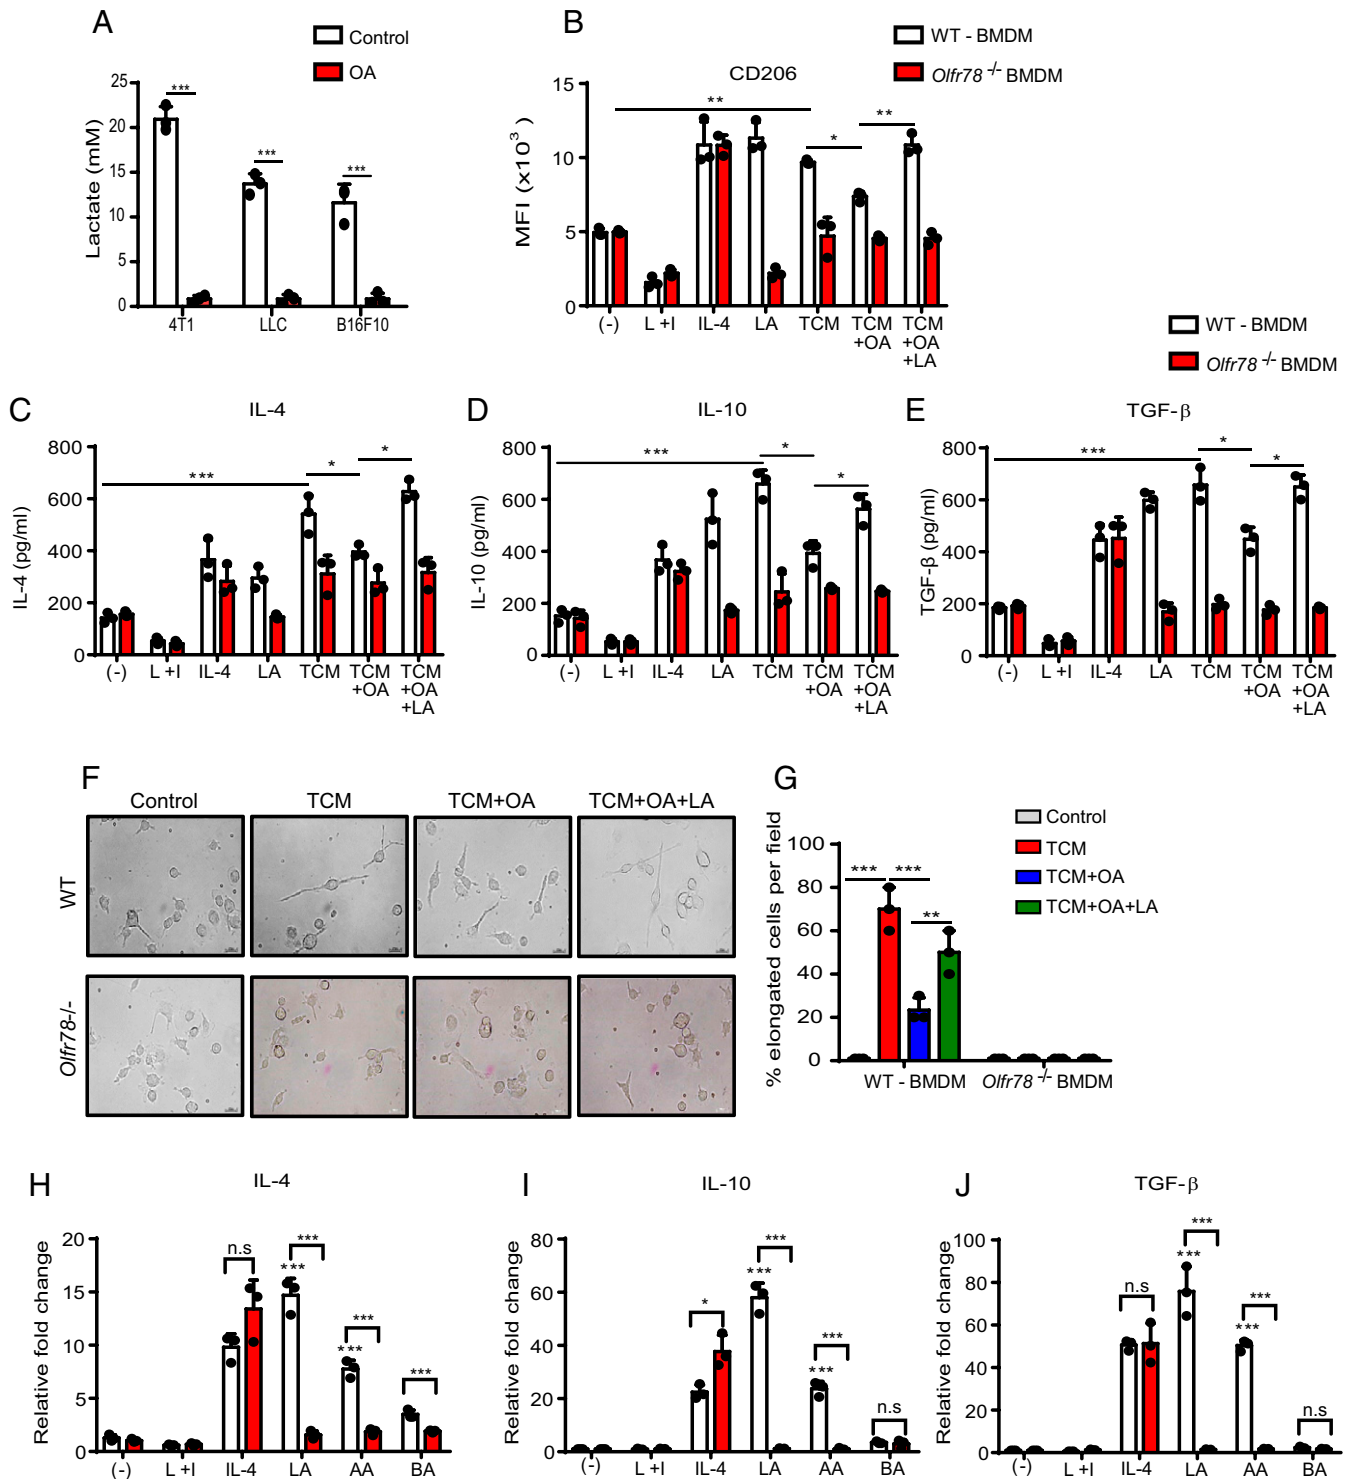 A
Control
OA
Lactate (mM)
25
20
15
10
5
0
***
***
***
4T1
LLC
B16F10
B
WT - BMDM
Olfr78 -/- BMDM
CD206
MFI (x10 3 )
15
10
5
0
**
*
**
(-)
L +I
IL-4
LA
TCM
TCM +OA
TCM +OA +LA
WT - BMDM
Olfr78 -/- BMDM
C
IL-4
IL-4 (pg/ml)
800
600
400
200
0
***
*
*
(-)
L +I
IL-4
LA
TCM
TCM +OA
TCM +OA +LA
D
IL-10
IL-10 (pg/ml)
800
600
400
200
0
***
*
*
(-)
L +I
IL-4
LA
TCM
TCM +OA
TCM +OA +LA
E
TGF-β
TGF-β (pg/ml)
800
600
400
200
0
***
*
*
(-)
L +I
IL-4
LA
TCM
TCM +OA
TCM +OA +LA
F
Control
TCM
TCM+OA
TCM+OA+LA
WT
Olfr78-/-
G
Control
TCM
TCM+OA
TCM+OA+LA
% elongated cells per field
100
80
60
40
20
0
***
***
**
WT - BMDM
Olfr78 -/- BMDM
H
IL-4
Relative fold change
20
15
10
5
0
n.s
***
***
***
***
***
(-)
L +I
IL-4
LA
AA
BA
I
IL-10
Relative fold change
80
60
40
20
0
*
***
***
***
***
n.s
(-)
L +I
IL-4
LA
AA
BA
J
TGF-β
Relative fold change
100
80
60
40
20
0
n.s
***
***
***
***
n.s
(-)
L +I
IL-4
LA
AA
BA